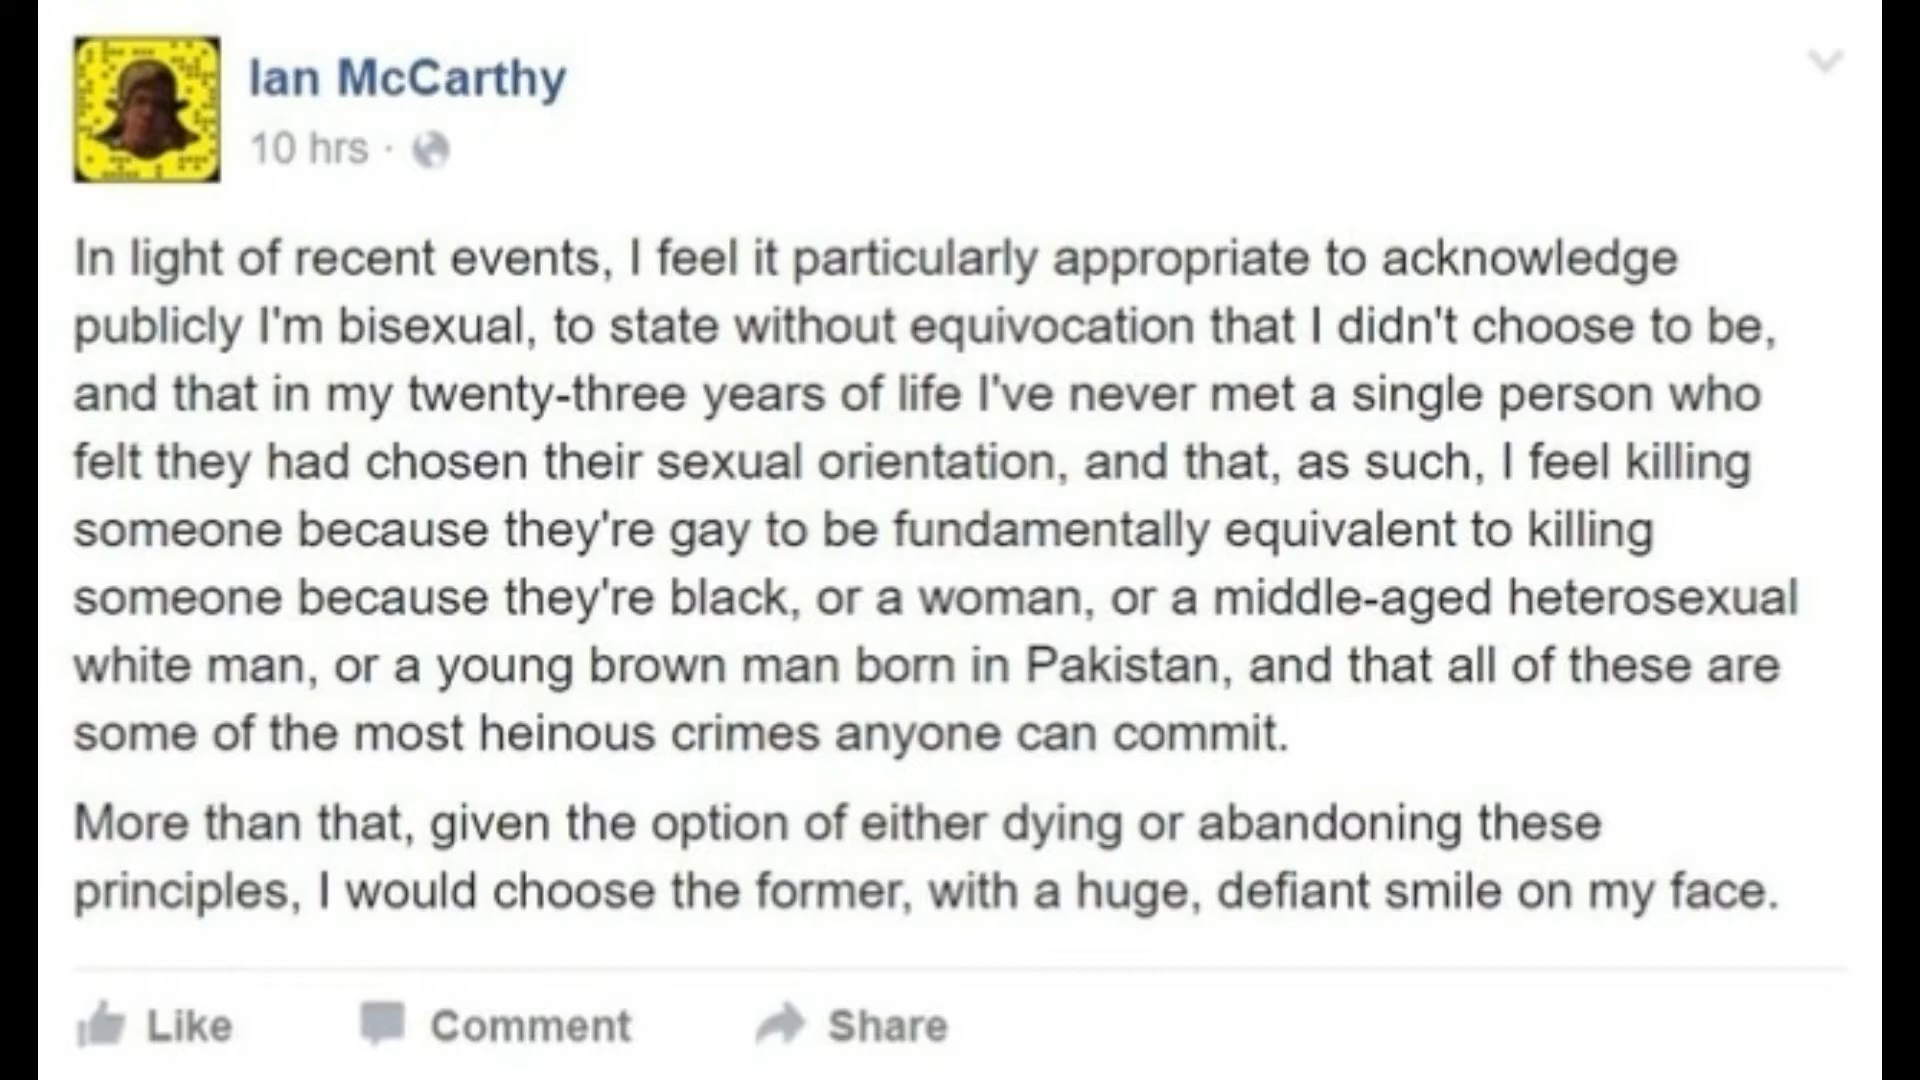 Ian McCarthy
10 hrs ·
In light of recent events, I feel it particularly appropriate to acknowledge
publicly I'm bisexual, to state without equivocation that I didn't choose to be,
and that in my twenty-three years of life I've never met a single person who
felt they had chosen their sexual orientation, and that, as such, I feel killing
someone because they're gay to be fundamentally equivalent to killing
someone because they're black, or a woman, or a middle-aged heterosexual
white man, or a young brown man born in Pakistan, and that all of these are
some of the most heinous crimes anyone can commit.
More than that, given the option of either dying or abandoning these
principles, I would choose the former, with a huge, defiant smile on my face.
Like Comment Share